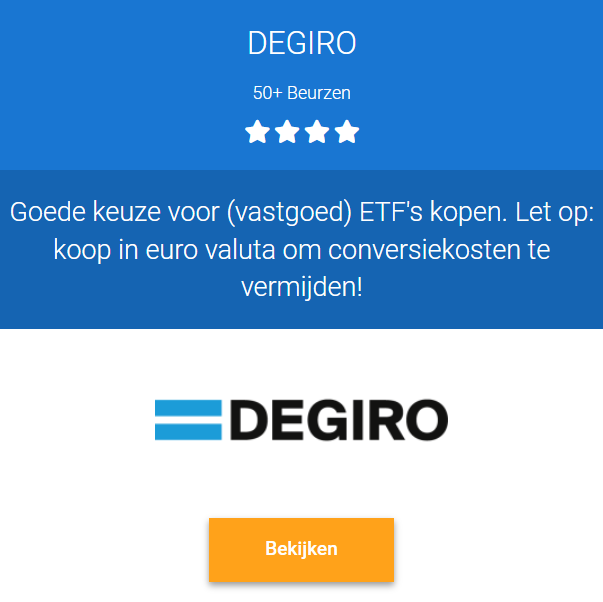 DEGIRO
50+ Beurzen
Goede keuze voor (vastgoed) ETF's kopen. Let op:
koop in euro valuta om conversiekosten te
vermijden!
DEGIRO
Bekijken